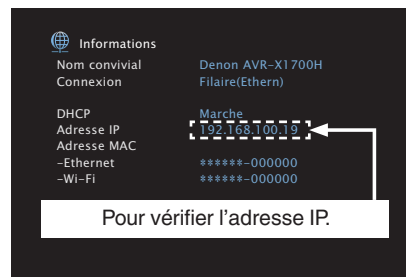 Informations
Nom convivial Denon AVR-X1700H
Connexion Filaire(Ethern)
DHCP Marche
Adresse IP 192.168.100.19
Adresse MAC
-Ethernet ******-000000
-Wi-Fi ******-000000
Pour vérifier l’adresse IP.